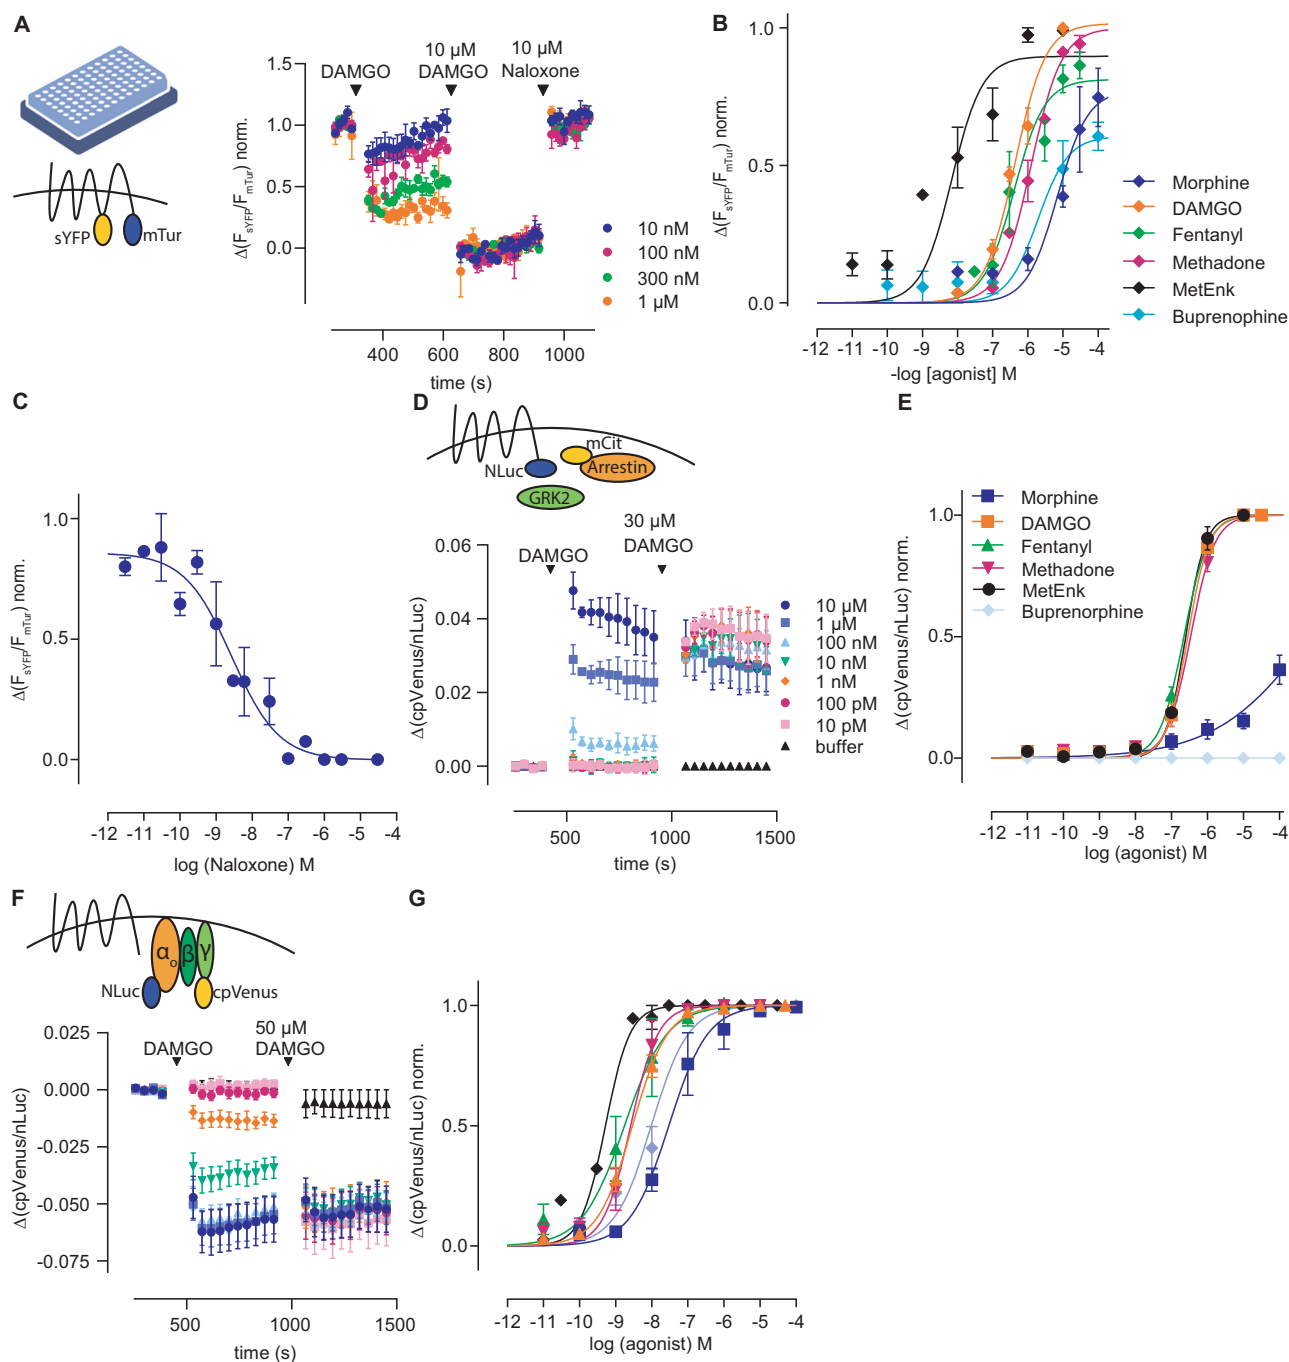 A
sYFP
mTur
Δ(F_sYFP/F_mTur) norm.
1.5
1.0
0.5
0.0
DAMGO
10 µM
DAMGO
10 µM
Naloxone
10 nM
100 nM
300 nM
1 µM
400 600 800 1000
time (s)
B
Δ(F_sYFP/F_mTur) norm.
1.0
0.5
0.0
-12 -11 -10 -9 -8 -7 -6 -5 -4
-log [agonist] M
Morphine
DAMGO
Fentanyl
Methadone
MetEnk
Buprenophine
C
Δ(F_sYFP/F_mTur) norm.
1.0
0.5
0.0
-12 -11 -10 -9 -8 -7 -6 -5 -4
log (Naloxone) M
D
mCit
NLuc
Arrestin
GRK2
Δ(cpVenus/nLuc)
0.06
0.04
0.02
0.00
DAMGO
30 µM
DAMGO
10 µM
1 µM
100 nM
10 nM
1 nM
100 pM
10 pM
buffer
500 1000 1450
time (s)
E
Δ(cpVenus/nLuc) norm.
1.0
0.5
0.0
Morphine
DAMGO
Fentanyl
Methadone
MetEnk
Buprenorphine
-12 -11 -10 -9 -8 -7 -6 -5 -4
log (agonist) M
F
α_o
β
γ
NLuc
cpVenus
Δ(cpVenus/nLuc)
0.025
0.000
-0.025
-0.050
-0.075
DAMGO
50 µM
DAMGO
500 1000 1500
time (s)
G
Δ(cpVenus/nLuc) norm
1.0
0.5
0.0
-12 -11 -10 -9 -8 -7 -6 -5 -4
log (agonist) M